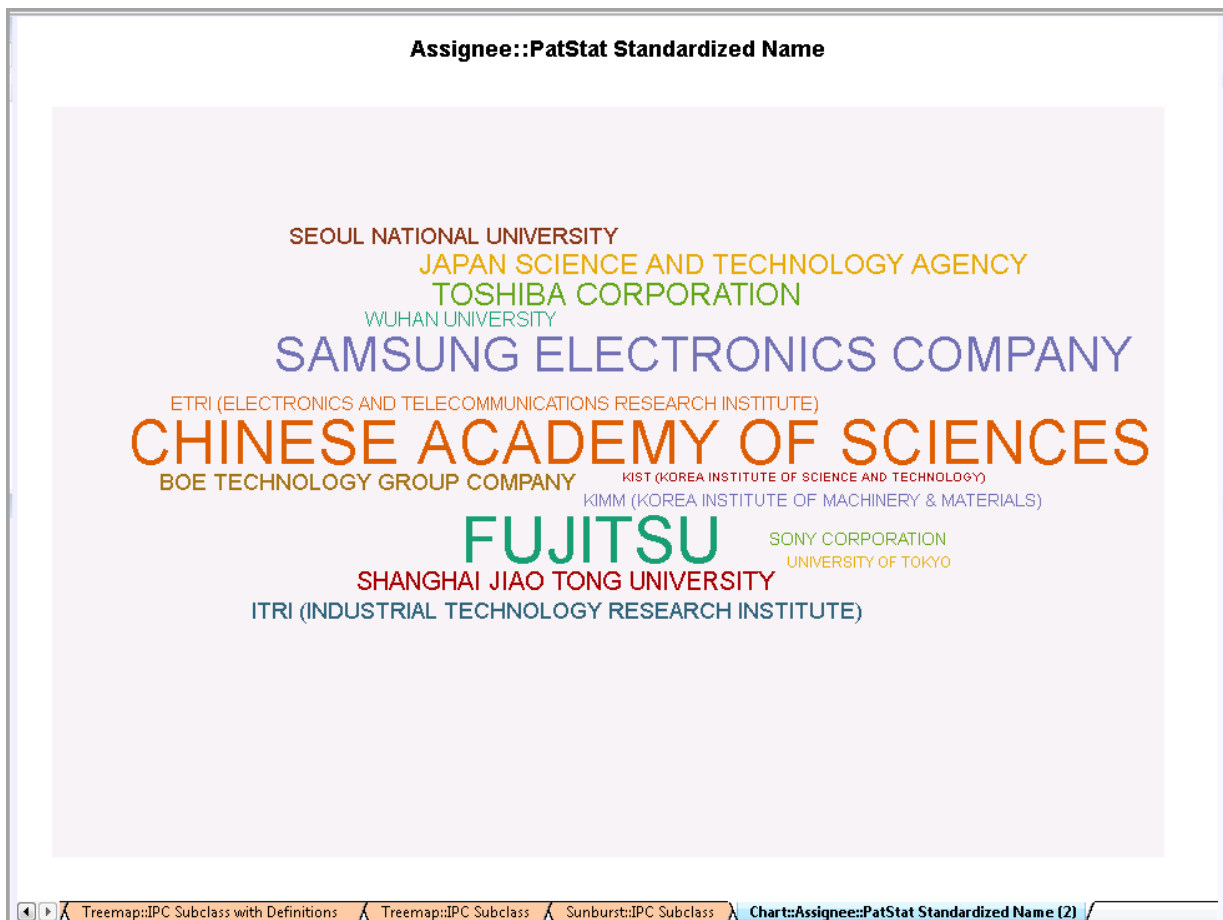 Assignee::PatStat Standardized Name
SEOUL NATIONAL UNIVERSITY
JAPAN SCIENCE AND TECHNOLOGY AGENCY
TOSHIBA CORPORATION
WUHAN UNIVERSITY
SAMSUNG ELECTRONICS COMPANY
ETRI (ELECTRONICS AND TELECOMMUNICATIONS RESEARCH INSTITUTE)
CHINESE ACADEMY OF SCIENCES
BOE TECHNOLOGY GROUP COMPANY
KIST (KOREA INSTITUTE OF SCIENCE AND TECHNOLOGY)
KIMM (KOREA INSTITUTE OF MACHINERY & MATERIALS)
FUJITSU
SONY CORPORATION
UNIVERSITY OF TOKYO
SHANGHAI JIAO TONG UNIVERSITY
ITRI (INDUSTRIAL TECHNOLOGY RESEARCH INSTITUTE)
Treemap::IPC Subclass with Definitions
Treemap::IPC Subclass
Sunburst::IPC Subclass
Chart::Assignee::PatStat Standardized Name (2)